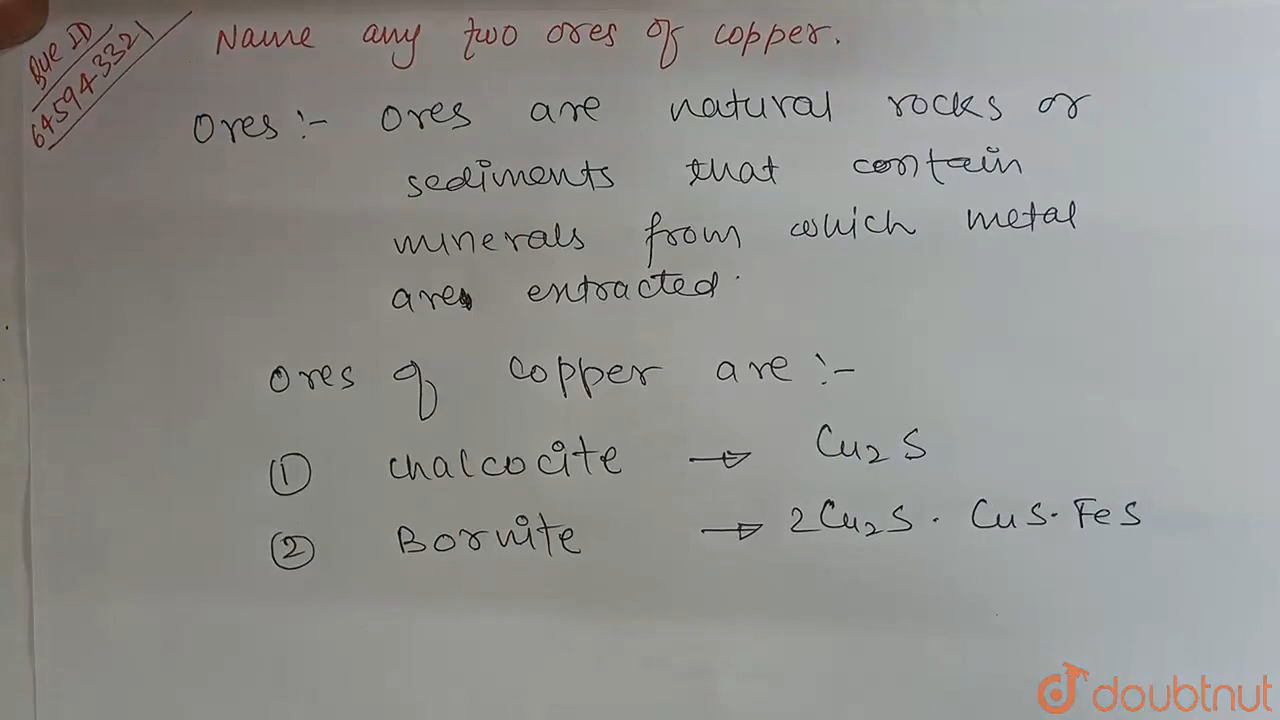 Que ID
645943321
Name any two ores of copper.
Ores :- Ores are natural rocks or
sediments that contain
minerals from which metal
are extracted.
Ores of copper are :-
① Chalcocite → Cu₂S
② Bornite → 2Cu₂S · CuS · FeS
doubtnut